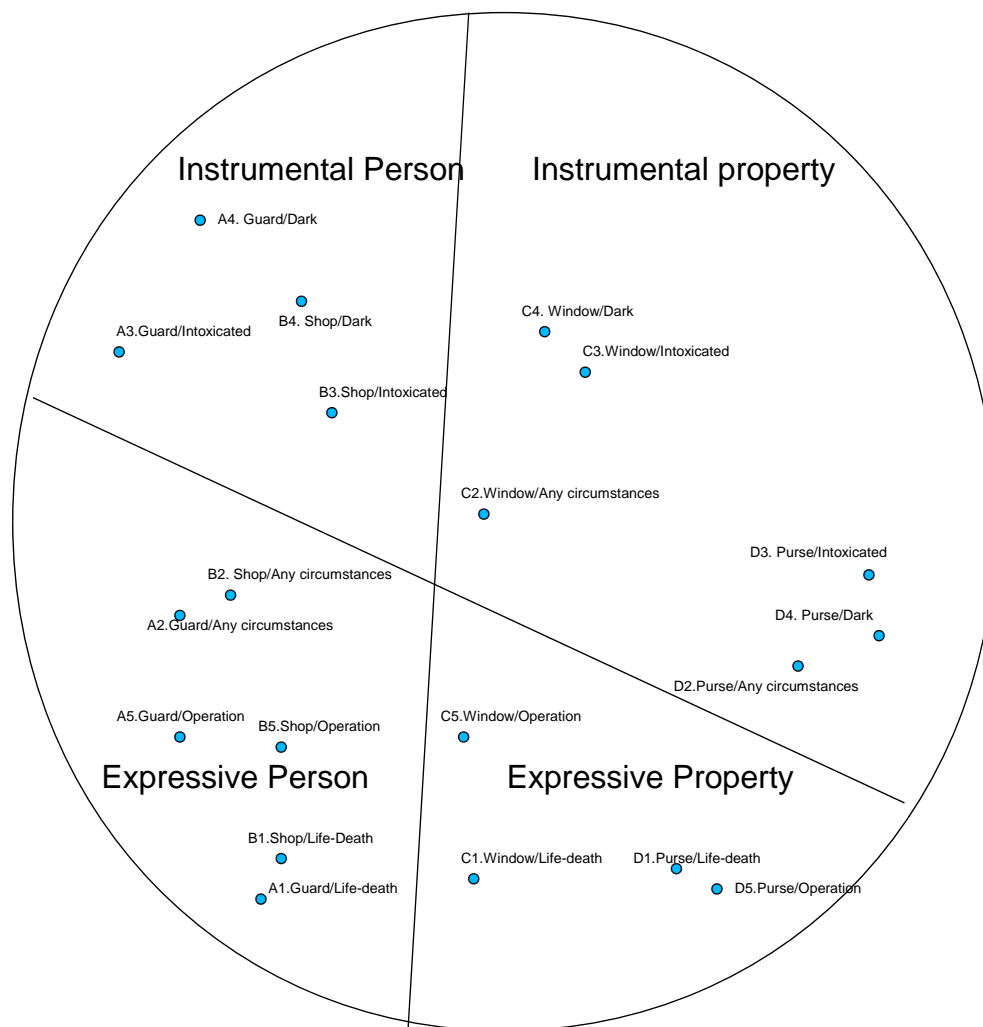 Instrumental Person
Instrumental property
A4. Guard/Dark
B4. Shop/Dark
C4. Window/Dark
A3.Guard/Intoxicated
C3.Window/Intoxicated
B3.Shop/Intoxicated
C2.Window/Any circumstances
D3. Purse/Intoxicated
B2. Shop/Any circumstances
A2.Guard/Any circumstances
D4. Purse/Dark
D2.Purse/Any circumstances
A5.Guard/Operation
B5.Shop/Operation
C5.Window/Operation
Expressive Person
Expressive Property
B1.Shop/Life-Death
C1.Window/Life-death
D1.Purse/Life-death
A1.Guard/Life-death
D5.Purse/Operation